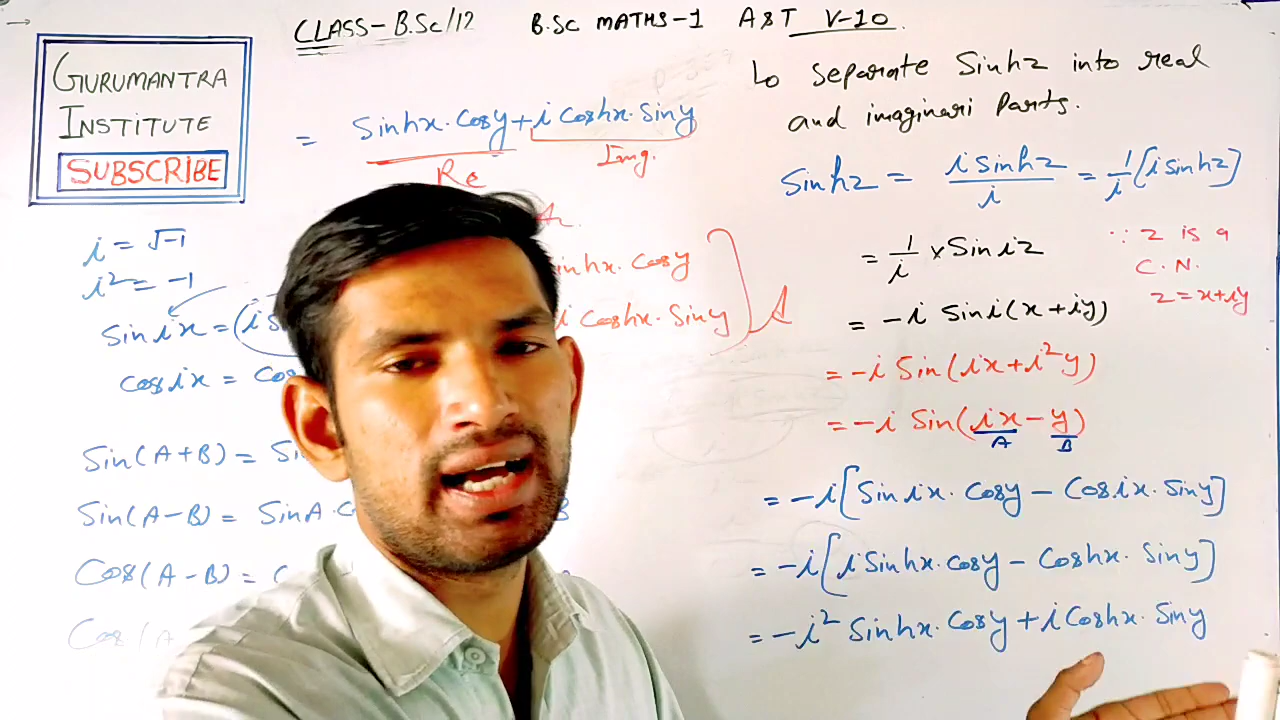 CLASS- B.Sc/12 B.SC MATHS-1 A&T V-10
GURUMANTRA
INSTITUTE
SUBSCRIBE
= Sinhx. Cosy + i Coshx. Siny
Re Img.
inhx. Cosy
i Coshx. Siny
i = √-1
i² = -1
Sin ix = (i S
cos ix = Cos
Sin(A+B) = Si
Sin(A-B) = SinA. C B
Cos(A-B) = C
Cos(A
To Separate Sinhz into real
and imaginari Parts.
Sinhz = i sinhz/i = 1/i [i sinhz]
= 1/i × Sin iz
∵ z is a
C.N.
z = x+iy
= -i Sin i(x+iy)
= -i Sin(ix+i²y)
= -i Sin(ix-y)
A B
= -i[Sin ix. Cosy - Cos ix. Siny]
= -i[i Sinhx. Cosy - Coshx. Siny]
= -i² Sinhx. Cosy + i Coshx. Siny